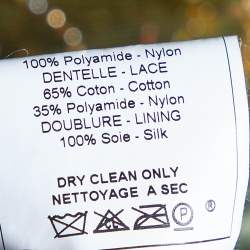 100% Polyamide - Nylon
DENTELLE - LACE
65% Coton - Cotton
35% Polyamide - Nylon
DOUBLURE - LINING
100% Soie - Silk
DRY CLEAN ONLY
NETTOYAGE A SEC
P